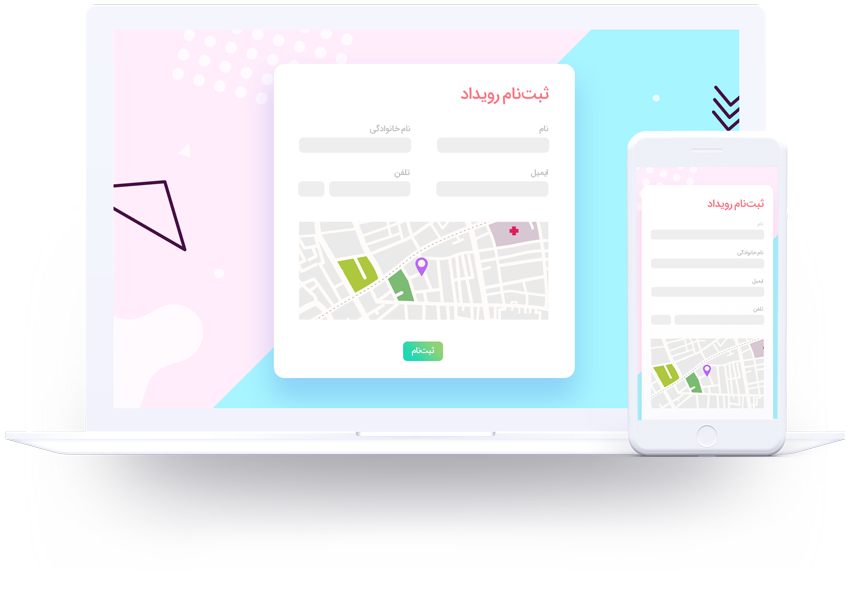 ثبت‌نام رویداد
نام
نام خانوادگی
ایمیل
تلفن
ثبت‌نام
ثبت‌نام رویداد
نام
نام خانوادگی
ایمیل
تلفن